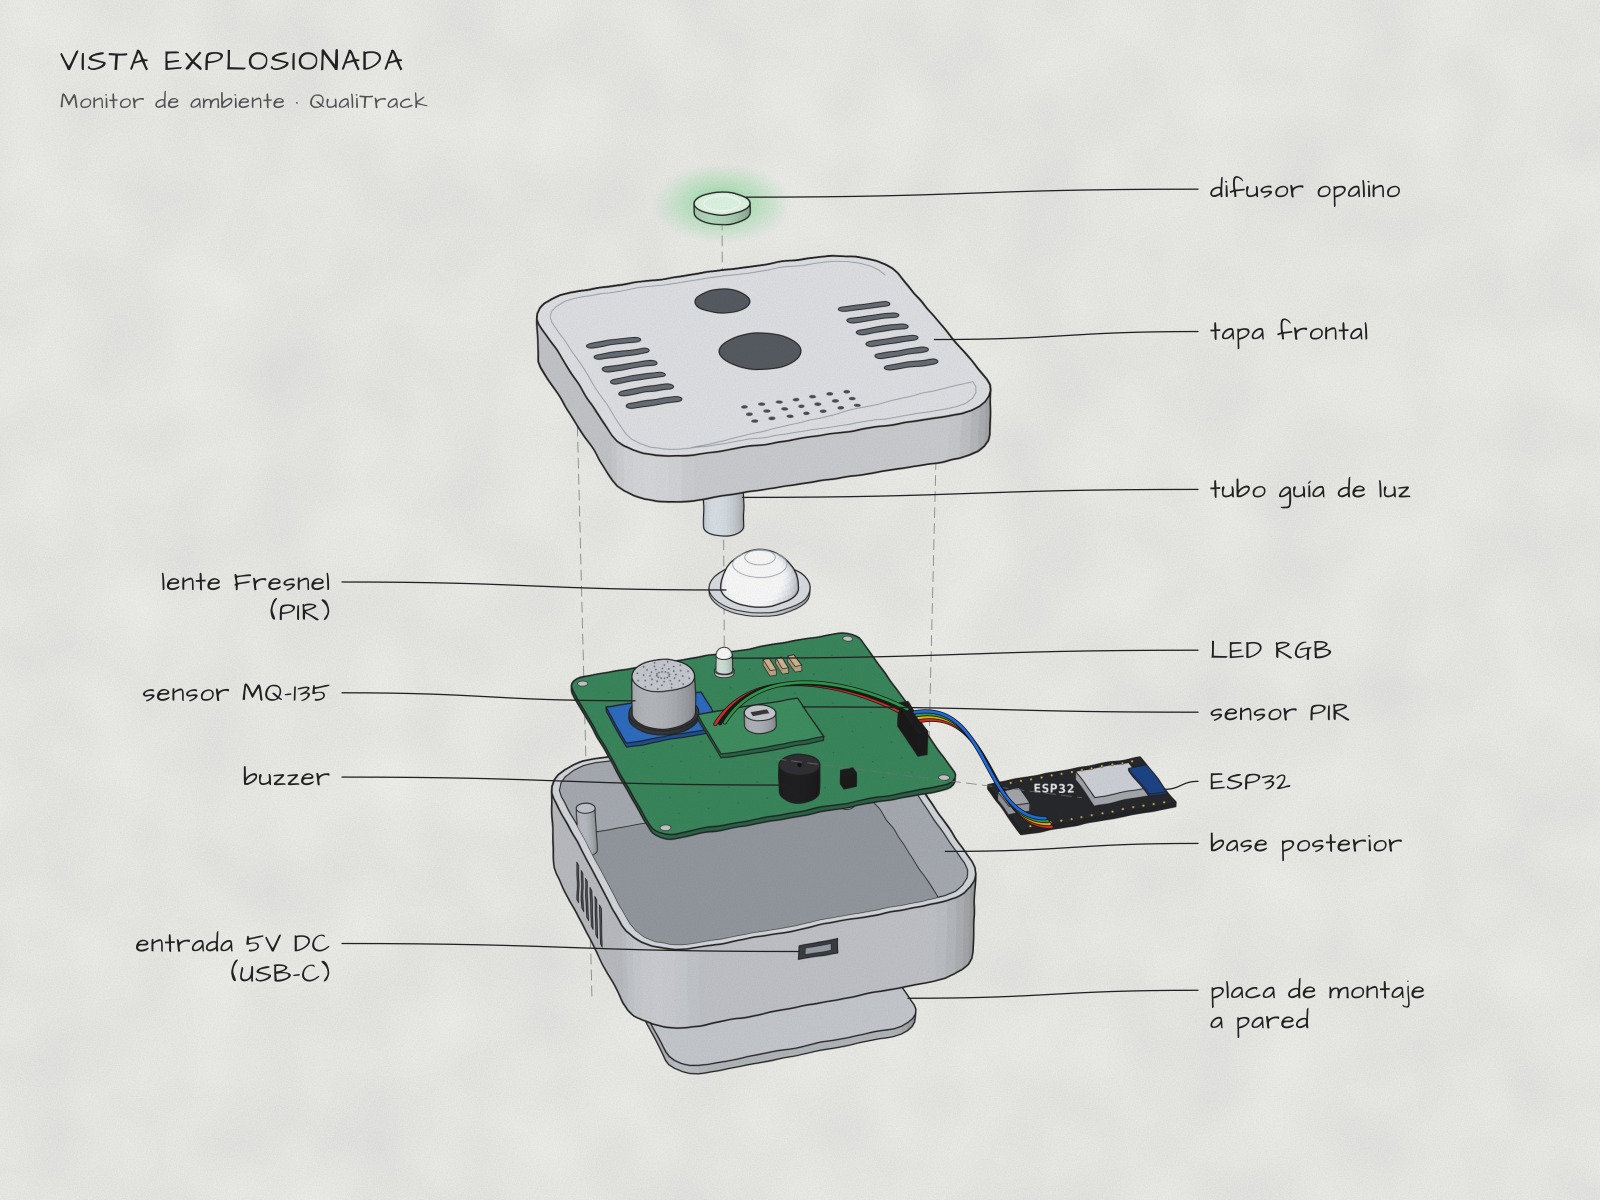 VISTA EXPLOSIONADA
Monitor de ambiente · QualiTrack
difusor opalino
tapa frontal
tubo guía de luz
lente Fresnel
(PIR)
LED RGB
sensor MQ-135
sensor PIR
buzzer
ESP32
ESP32
base posterior
entrada 5V DC
(USB-C)
placa de montaje
a pared